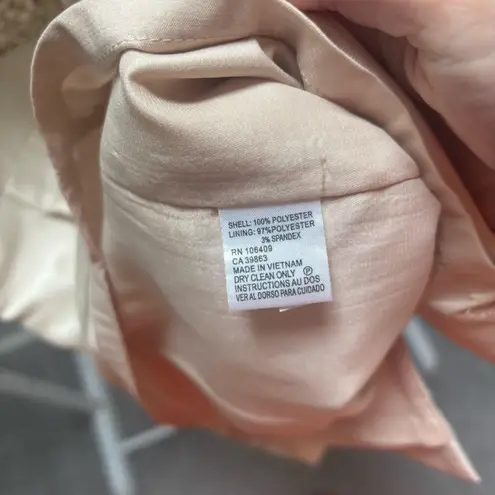 SHELL: 100% POLYESTER
LINING: 97%POLYESTER
3% SPANDEX
RN 106409
CA 39863
MADE IN VIETNAM
DRY CLEAN ONLY Ⓟ
INSTRUCTIONS AU DOS
VER AL DORSO PARA CUIDADO